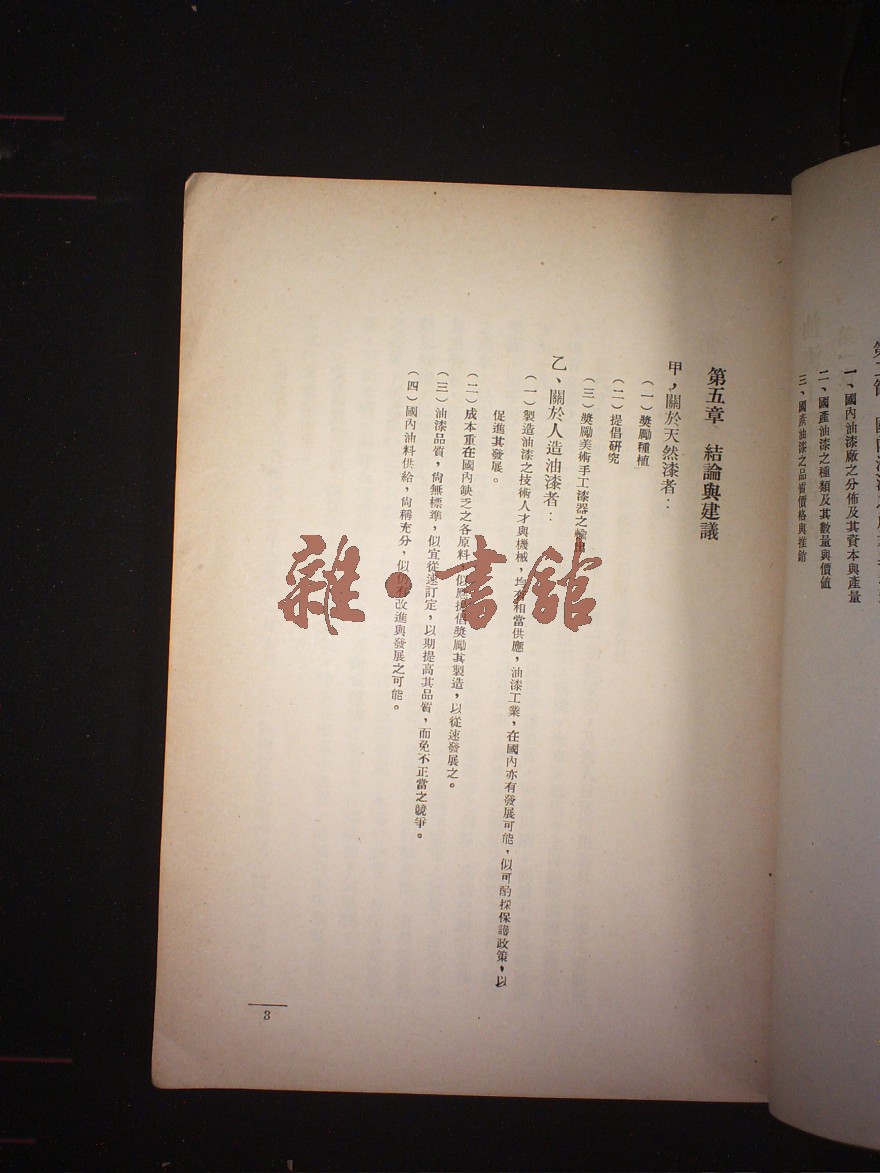 一、國內油漆廠之分佈及其資本與產量
二、國產油漆之種類及其數量與價值
三、國產油漆之品質價格與推銷
第五章 結論與建議
甲，關於天然漆者：
（一）獎勵種植
（二）提倡研究
（三）獎勵美術手工漆器之輸出
乙、關於人造油漆者：
（一）製造油漆之技術人才與機械，均有相當供應，油漆工業，在國內亦有發展可能，似可酌採保護政策，以
促進其發展。
（二）成本重在國內缺乏之各原料，似應提倡獎勵其製造，以從速發展之。
（三）油漆品質，尙無標準，似宜從速訂定，以期提高其品質，而免不正當之競爭。
（四）國內油料供給，尙稱充分，似仍有改進與發展之可能。
3
雜·書館